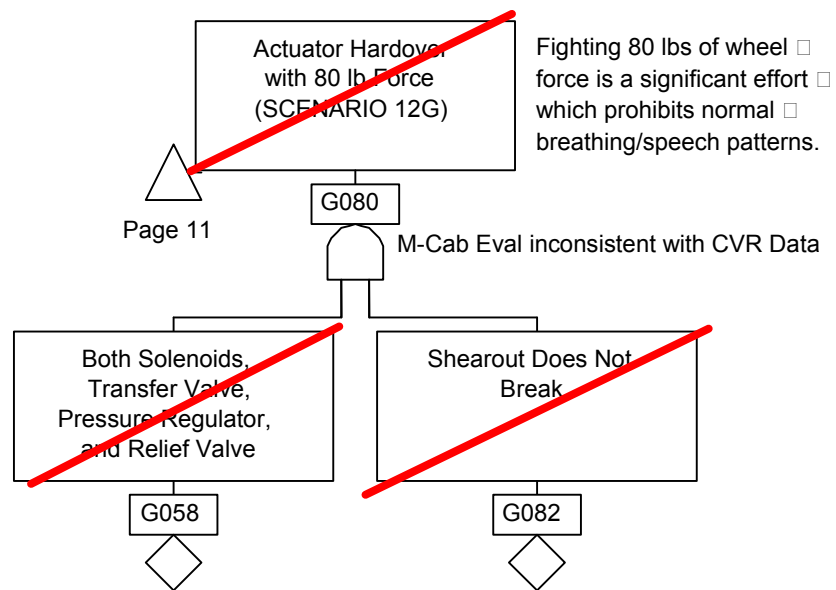 Actuator Hardover
with 80 lb Force
(SCENARIO 12G)
Fighting 80 lbs of wheel □
force is a significant effort □
which prohibits normal □
breathing/speech patterns.
Page 11
G080
M-Cab Eval inconsistent with CVR Data
Both Solenoids,
Transfer Valve,
Pressure Regulator,
and Relief Valve
Shearout Does Not
Break
G058
G082